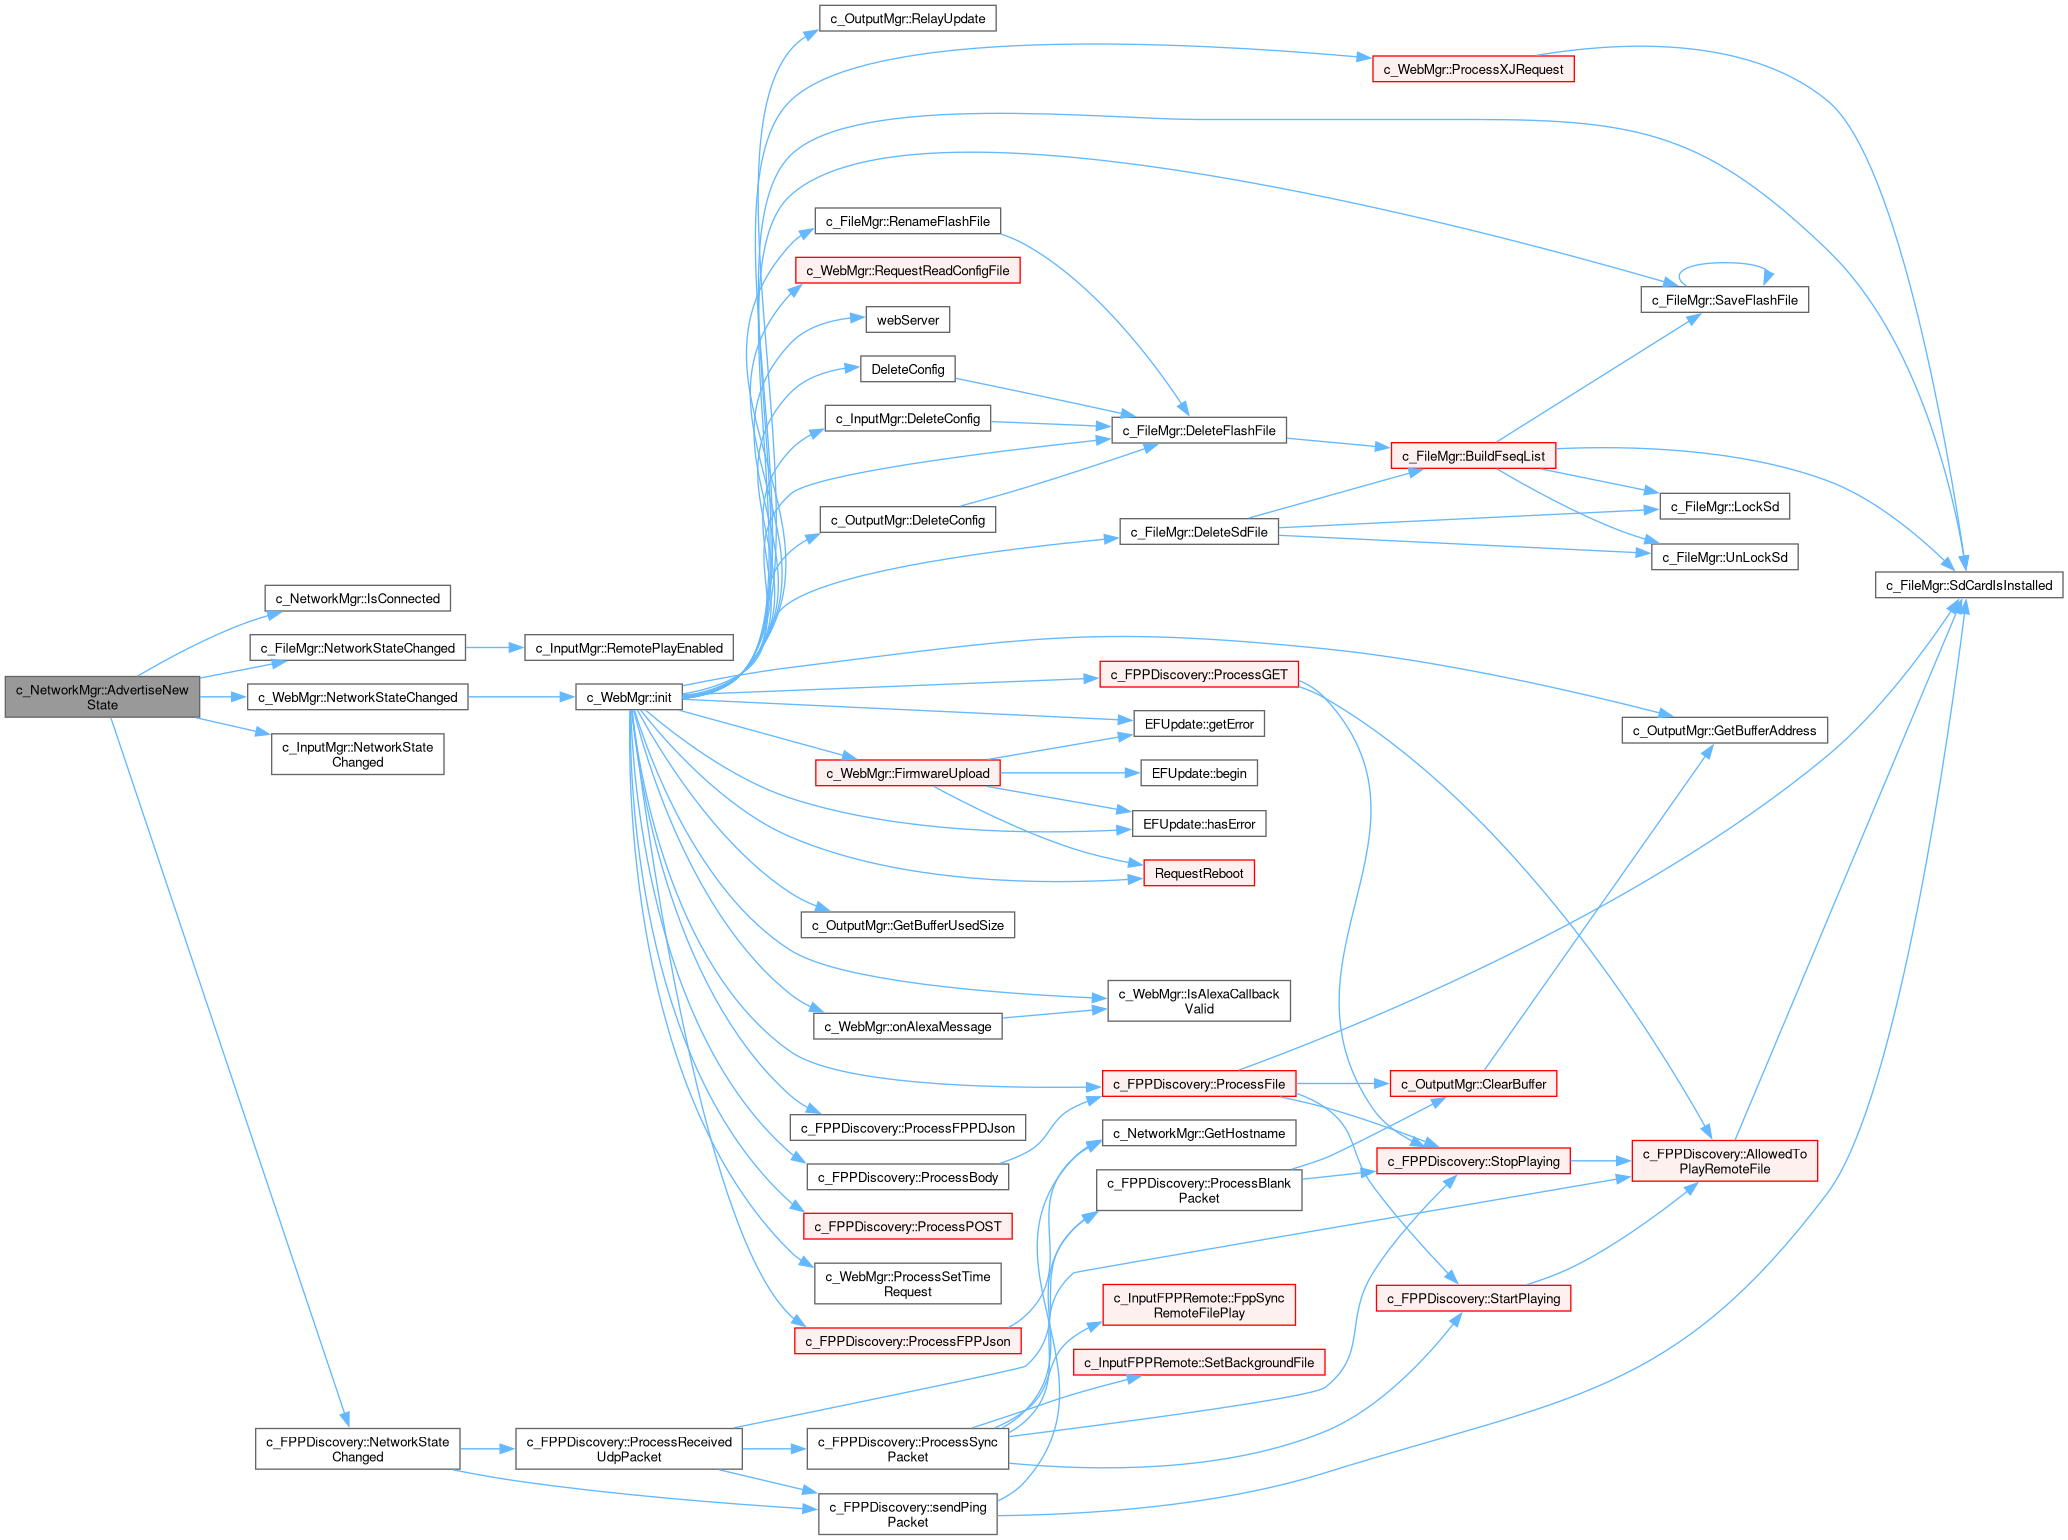 c_OutputMgr::RelayUpdate
c_WebMgr::ProcessXJRequest
c_FileMgr::RenameFlashFile
c_WebMgr::RequestReadConfigFile
c_FileMgr::SaveFlashFile
webServer
DeleteConfig
c_InputMgr::DeleteConfig
c_FileMgr::DeleteFlashFile
c_FileMgr::BuildFseqList
c_FileMgr::LockSd
c_OutputMgr::DeleteConfig
c_FileMgr::DeleteSdFile
c_FileMgr::UnLockSd
c_FileMgr::SdCardIsInstalled
c_NetworkMgr::IsConnected
c_FileMgr::NetworkStateChanged
c_InputMgr::RemotePlayEnabled
c_NetworkMgr::AdvertiseNew
State
c_WebMgr::NetworkStateChanged
c_WebMgr::init
c_InputMgr::NetworkState
Changed
c_FPPDiscovery::ProcessGET
EFUpdate::getError
c_OutputMgr::GetBufferAddress
c_WebMgr::FirmwareUpload
EFUpdate::begin
EFUpdate::hasError
RequestReboot
c_OutputMgr::GetBufferUsedSize
c_WebMgr::IsAlexaCallback
Valid
c_WebMgr::onAlexaMessage
c_FPPDiscovery::ProcessFile
c_OutputMgr::ClearBuffer
c_FPPDiscovery::ProcessFPPDJson
c_NetworkMgr::GetHostname
c_FPPDiscovery::ProcessBody
c_FPPDiscovery::ProcessBlank
Packet
c_FPPDiscovery::StopPlaying
c_FPPDiscovery::AllowedTo
PlayRemoteFile
c_FPPDiscovery::ProcessPOST
c_WebMgr::ProcessSetTime
Request
c_InputFPPRemote::FppSync
RemoteFilePlay
c_FPPDiscovery::StartPlaying
c_FPPDiscovery::ProcessFPPJson
c_InputFPPRemote::SetBackgroundFile
c_FPPDiscovery::NetworkState
Changed
c_FPPDiscovery::ProcessReceived
UdpPacket
c_FPPDiscovery::ProcessSync
Packet
c_FPPDiscovery::sendPing
Packet